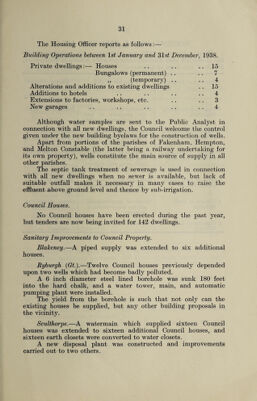 31
The Housing Officer reports as follows :—
Building Operations between 1st January and 31st December, 1938.
Private dwellings:— Houses .. .. .. 15
Bungalows (permanent) .. .. 7
„ (temporary) .. .. 4
Alterations and additions to existing dwellings .. 15
Additions to hotels .. .. .. .. 4
Extensions to factories, workshops, etc. .. .. 3
New garages .. .. .. .. .. 4
Although water samples are sent to the Public Analyst in
connection with all new dwellings, the Council welcome the control
given under the new building byelaws for the construction of wells.
Apart from portions of the parishes of Fakenham, Hempton,
and Melton Constable (the latter being a railway undertaking for
its own property), wells constitute the main source of supply in all
other parishes.
The septic tank treatment of sewerage is used in connection
with all new dwellings when no sewer is available, but lack of
suitable outfall makes it necessary in many cases to raise the
effluent above ground level and thence by sub-irrigation.
Council Houses.
No Council houses have been erected during the past year,
but tenders are now being invited for 142 dwellings.
Sanitary Improvements to Council Property.
Blakeney.—A piped supply was extended to six additional
houses.
Ryburgh (Gt.).—Twelve Council houses previously depended
upon two wells which had become badly polluted.
A 6 inch diameter steel lined borehole was sunk 180 feet
into the hard chalk, and a water tower, main, and automatic
pumping plant were installed.
The yield from the borehole is such that not only can the
existing houses be supplied, but any other building proposals in
the vicinity.
Sculthorpe.—A watermain which supplied sixteen Council
houses was extended to sixteen additional Council houses, and
sixteen earth closets were converted to water closets.
A new disposal plant was constructed and improvements
carried out to two others.